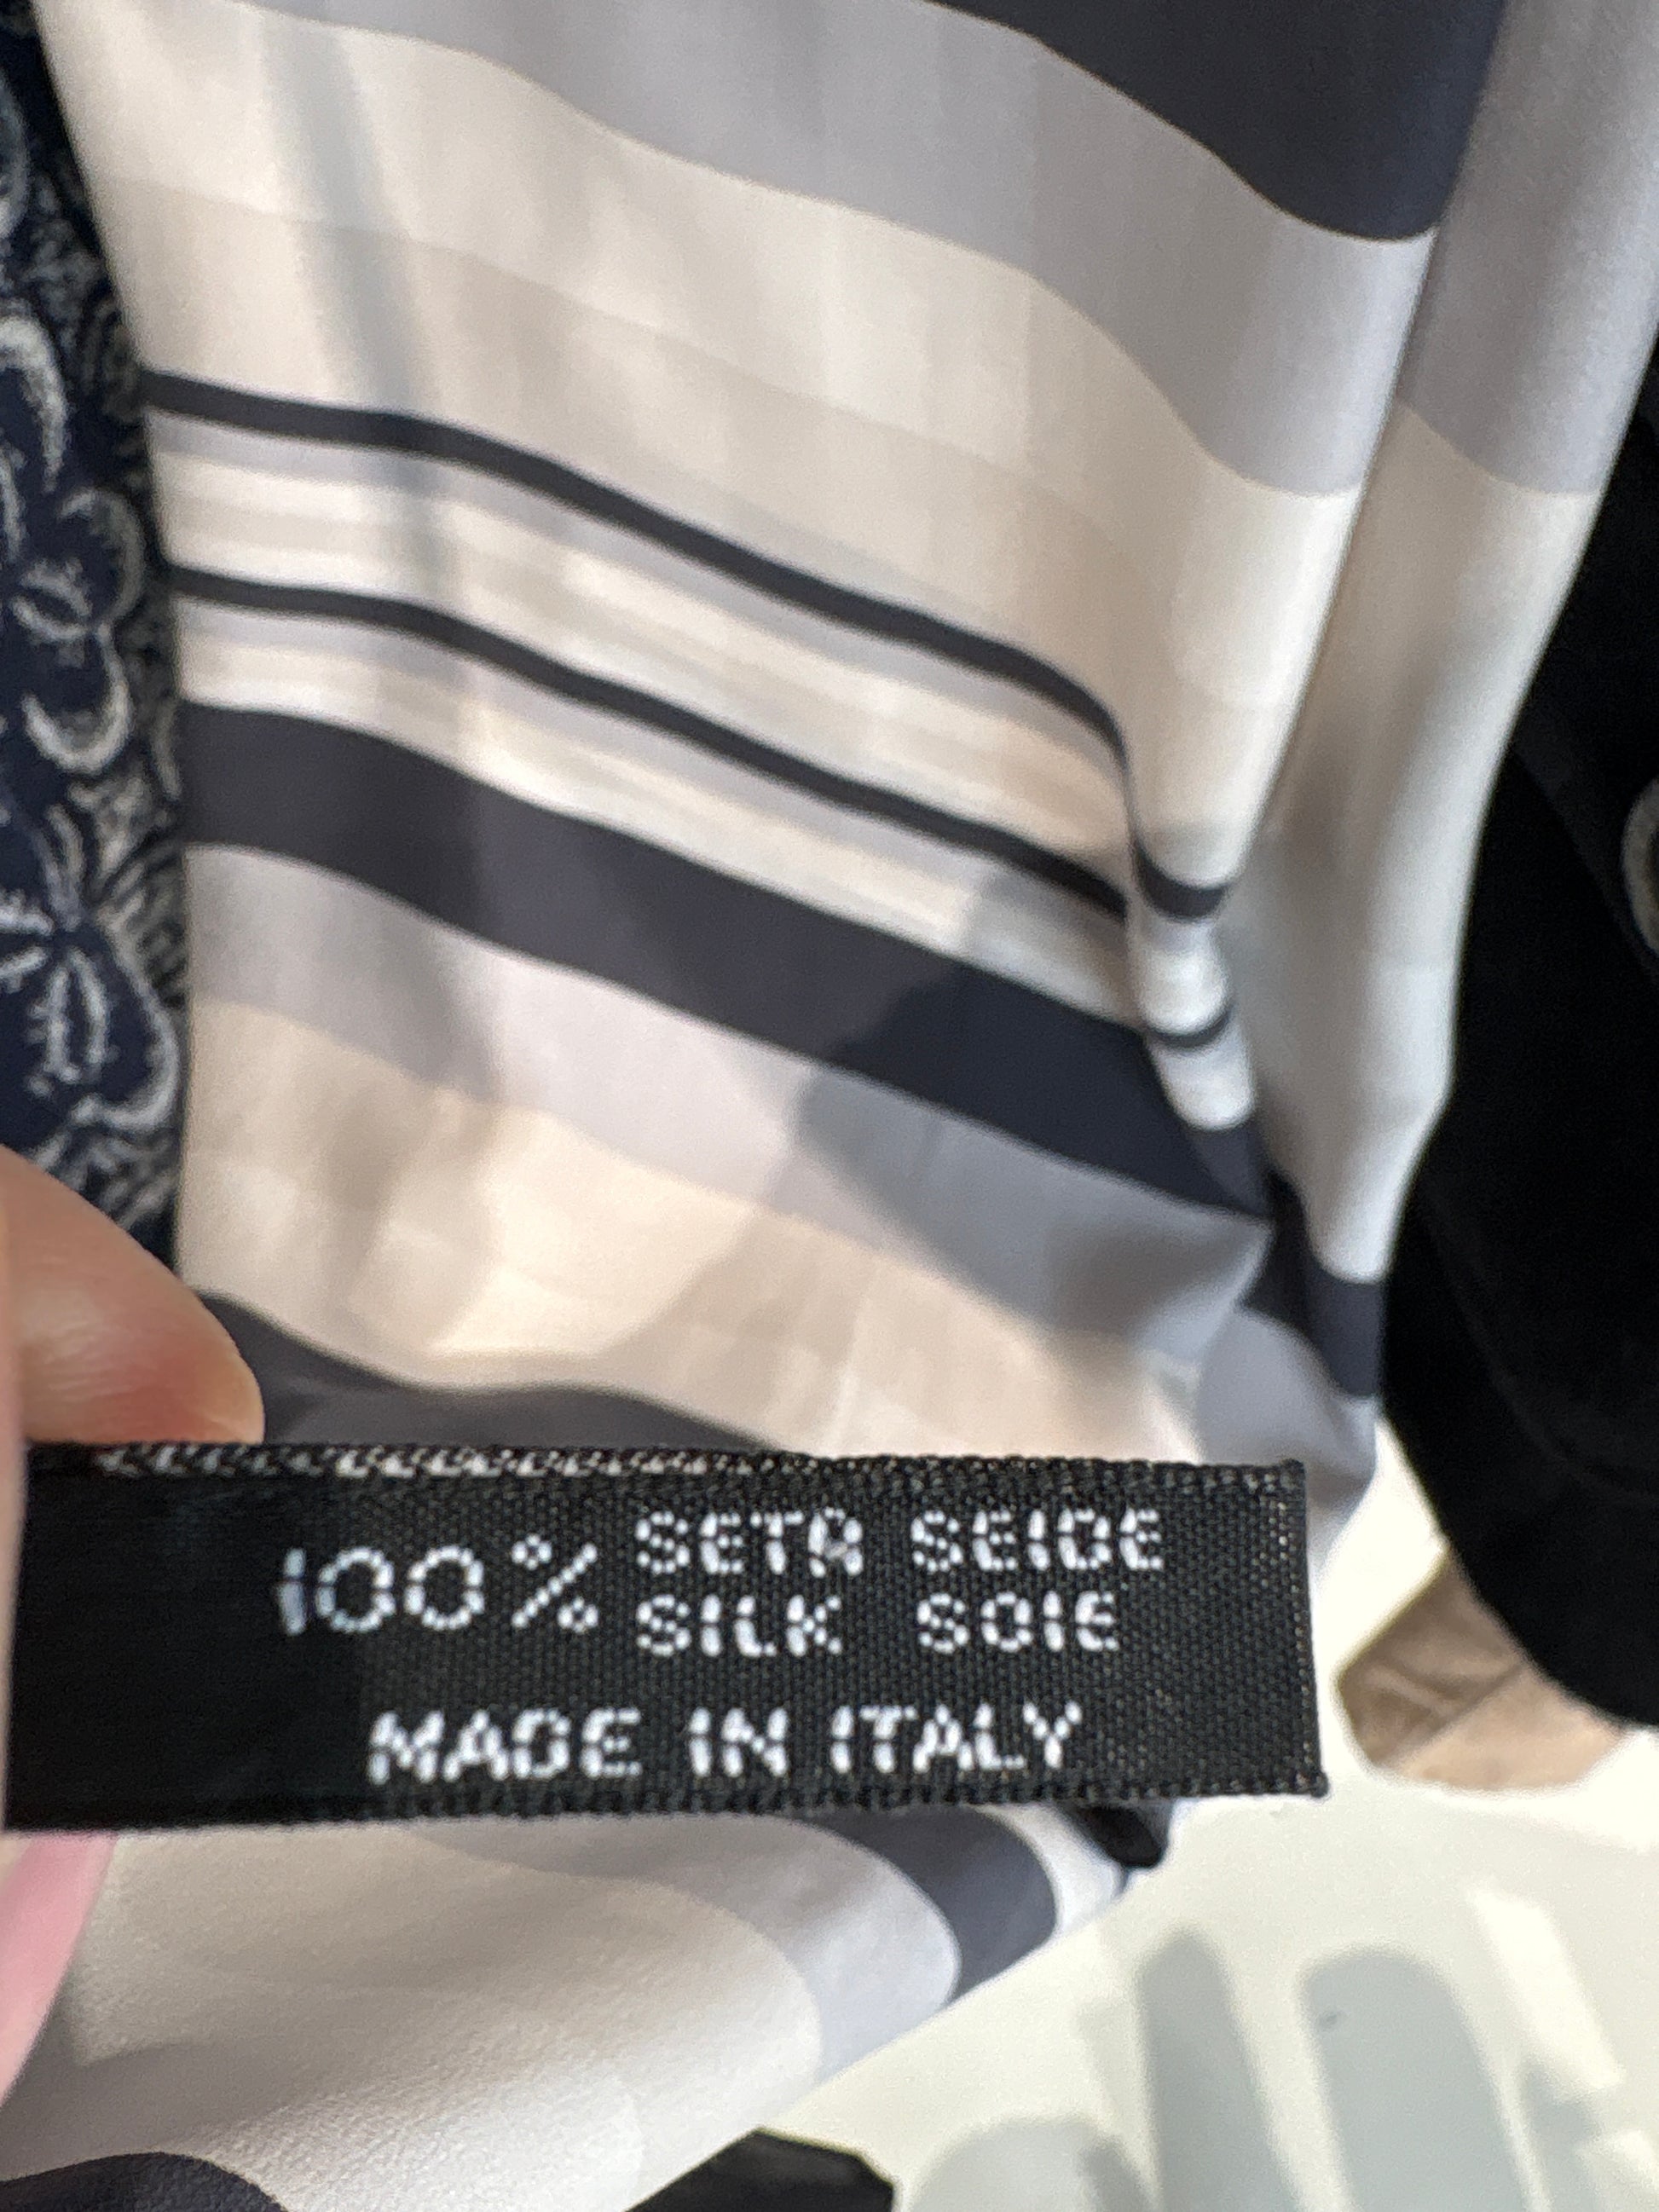 100% SETA SEIDE
SILK SOIE
MADE IN ITALY